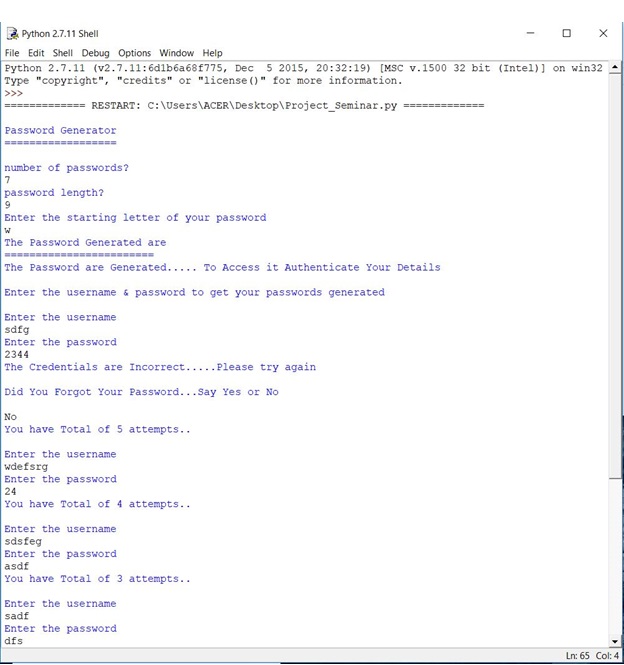 Python 2.7.11 Shell
File Edit Shell Debug Options Window Help
Python 2.7.11 (v2.7.11:6d1b6a68f775, Dec  5 2015, 20:32:19) [MSC v.1500 32 bit (Intel)] on win32
Type "copyright", "credits" or "license()" for more information.
>>>
============= RESTART: C:\Users\ACER\Desktop\Project_Seminar.py =============
Password Generator
==================
number of passwords?
7
password length?
9
Enter the starting letter of your password
w
The Password Generated are
========================
The Password are Generated..... To Access it Authenticate Your Details
Enter the username & password to get your passwords generated
Enter the username
sdfg
Enter the password
2344
The Credentials are Incorrect.....Please try again
Did You Forgot Your Password...Say Yes or No
No
You have Total of 5 attempts..
Enter the username
wdefsrg
Enter the password
24
You have Total of 4 attempts..
Enter the username
sdsfeg
Enter the password
asdf
You have Total of 3 attempts..
Enter the username
sadf
Enter the password
dfs
Ln: 65 Col: 4